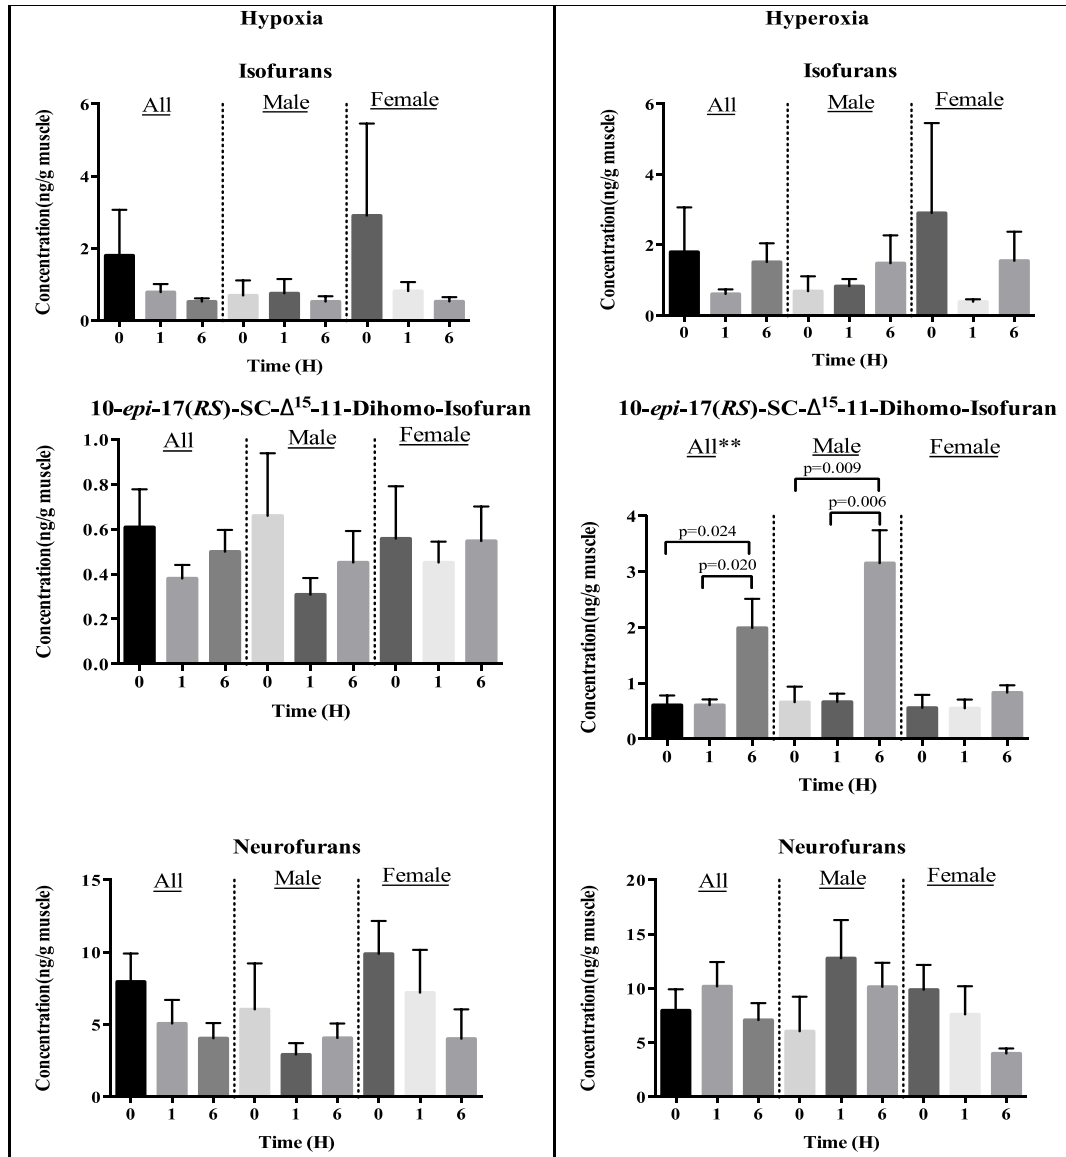 Hypoxia
Isofurans
All Male Female
Concentration(ng/g muscle)
6
4
2
0
0 1 6 0 1 6 0 1 6
Time (H)
10-epi-17(RS)-SC-Δ¹⁵-11-Dihomo-Isofuran
All Male Female
Concentration(ng/g muscle)
1.0
0.8
0.6
0.4
0.2
0.0
0 1 6 0 1 6 0 1 6
Time (H)
Neurofurans
All Male Female
Concentration(ng/g muscle)
15
10
5
0
0 1 6 0 1 6 0 1 6
Time (H)
Hyperoxia
Isofurans
All Male Female
Concentration(ng/g muscle)
6
4
2
0
0 1 6 0 1 6 0 1 6
Time (H)
10-epi-17(RS)-SC-Δ¹⁵-11-Dihomo-Isofuran
All** Male Female
p=0.009
p=0.006
p=0.024
p=0.020
Concentration(ng/g muscle)
4
3
2
1
0
0 1 6 0 1 6 0 1 6
Time (H)
Neurofurans
All Male Female
Concentration(ng/g muscle)
20
15
10
5
0
0 1 6 0 1 6 0 1 6
Time (H)